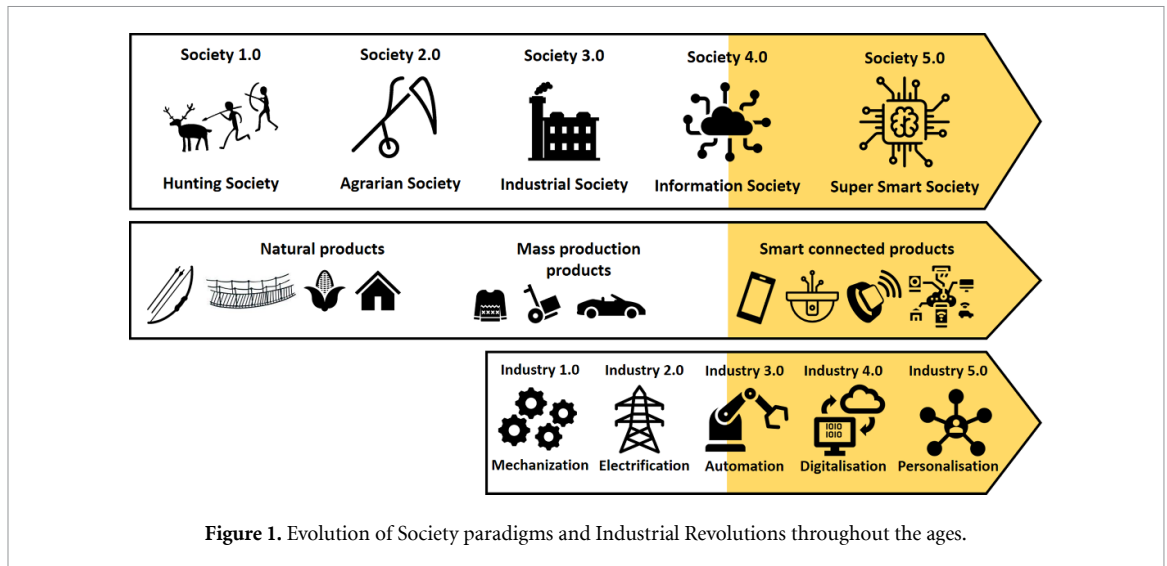 Society 1.0 Society 2.0 Society 3.0 Society 4.0 Society 5.0
Hunting Society Agrarian Society Industrial Society Information Society Super Smart Society
Natural products Mass production products Smart connected products
Industry 1.0 Industry 2.0 Industry 3.0 Industry 4.0 Industry 5.0
IOIO
IOIO
Mechanization Electrification Automation Digitalisation Personalisation
Figure 1. Evolution of Society paradigms and Industrial Revolutions throughout the ages.